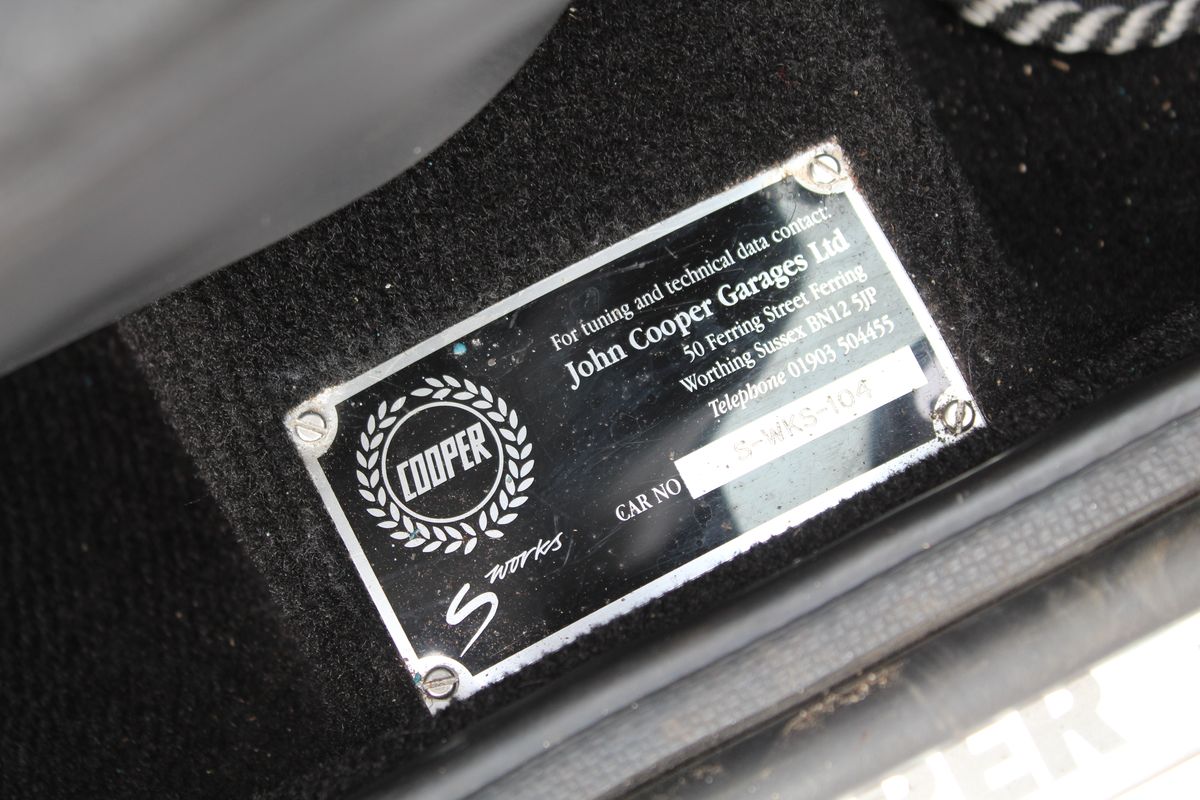 For tuning and technical data contact:
John Cooper Garages Ltd
50 Ferring Street Ferring
Worthing Sussex BN12 5JP
Telephone 01903 504455
CAR NO S-WKS-104
COOPER
S works
PER